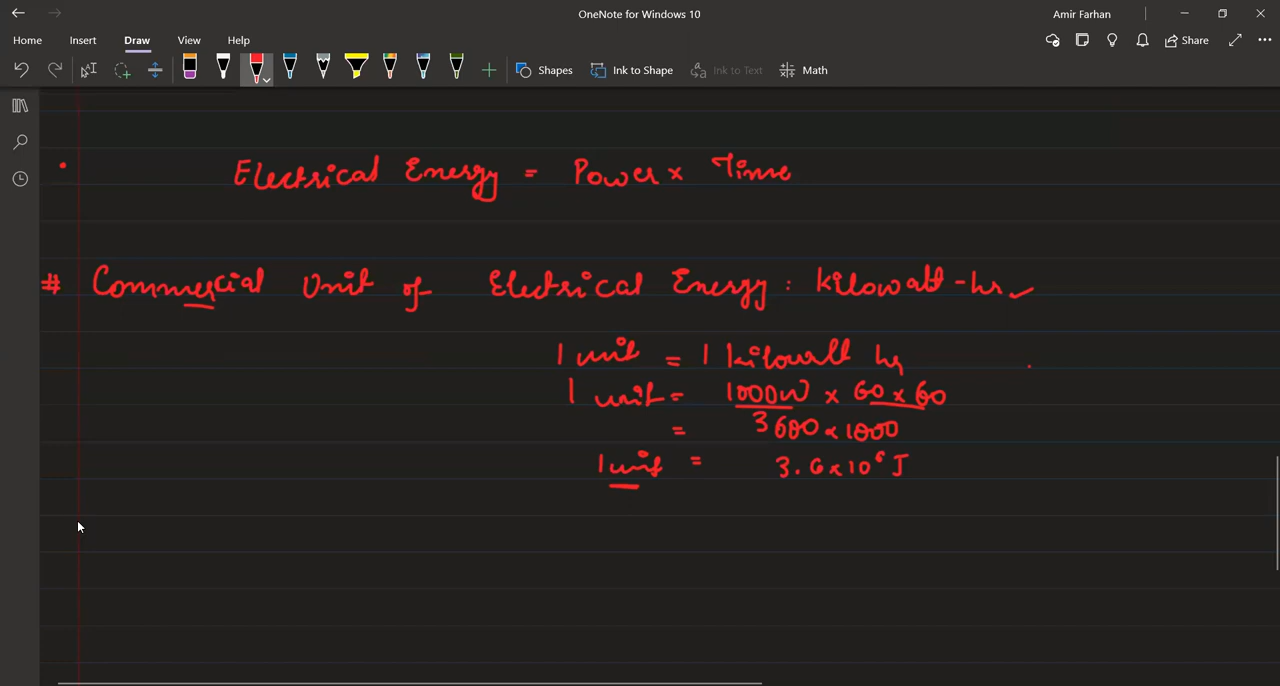 OneNote for Windows 10
Amir Farhan
Home Insert Draw View Help
Share
Shapes Ink to Shape Ink to Text Math
Electrical Energy = Power x Time
# Commercial Unit of Electrical Energy : kilowatt-hr ✓
1 unit = 1 kilowatt hr
1 unit = 1000W x 60 x 60
= 3600 x 1000
1 unit = 3.6 x 10⁶ J